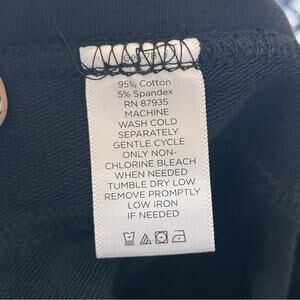 95% Cotton
5% Spandex
RN 87935
MACHINE
WASH COLD
SEPARATELY
GENTLE CYCLE
ONLY NON-
CHLORINE BLEACH
WHEN NEEDED
TUMBLE DRY LOW
REMOVE PROMPTLY
LOW IRON
IF NEEDED